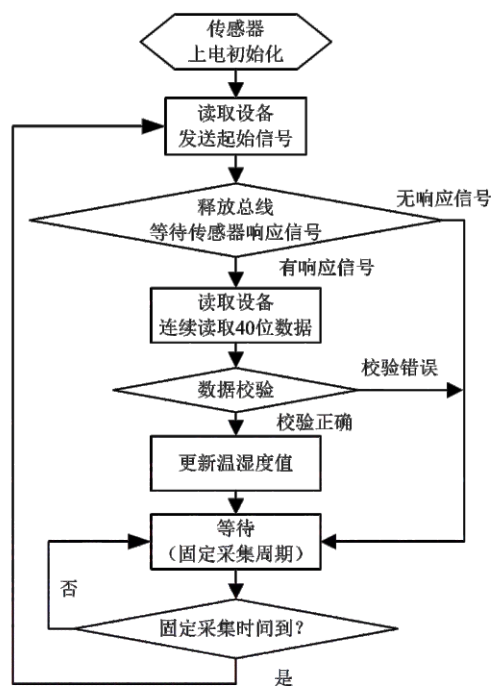 传感器
上电初始化
读取设备
发送起始信号
无响应信号
释放总线
等待传感器响应信号
有响应信号
读取设备
连续读取40位数据
校验错误
数据校验
校验正确
更新温湿度值
等待
（固定采集周期）
否
固定采集时间到?
是